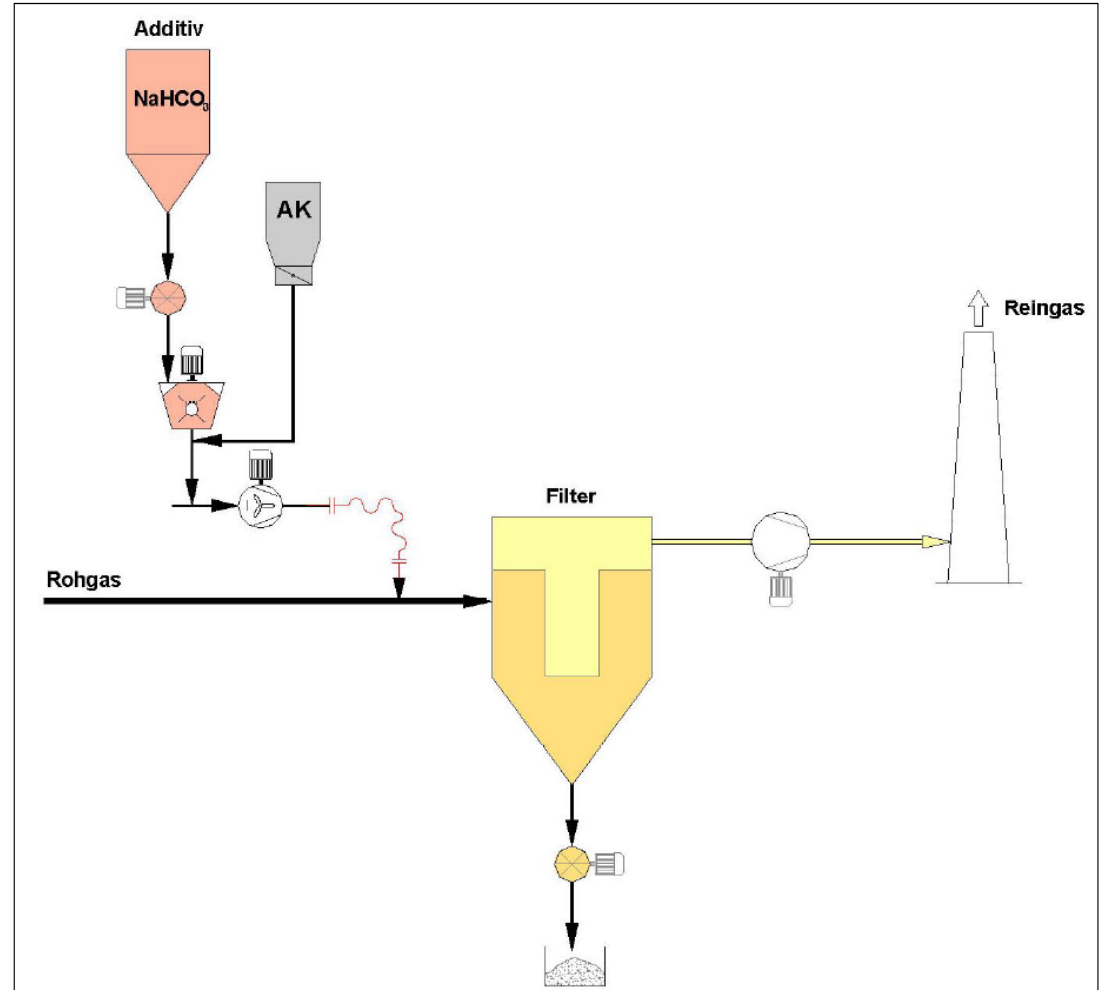 Additiv
NaHCO₃
AK
Reingas
Filter
Rohgas